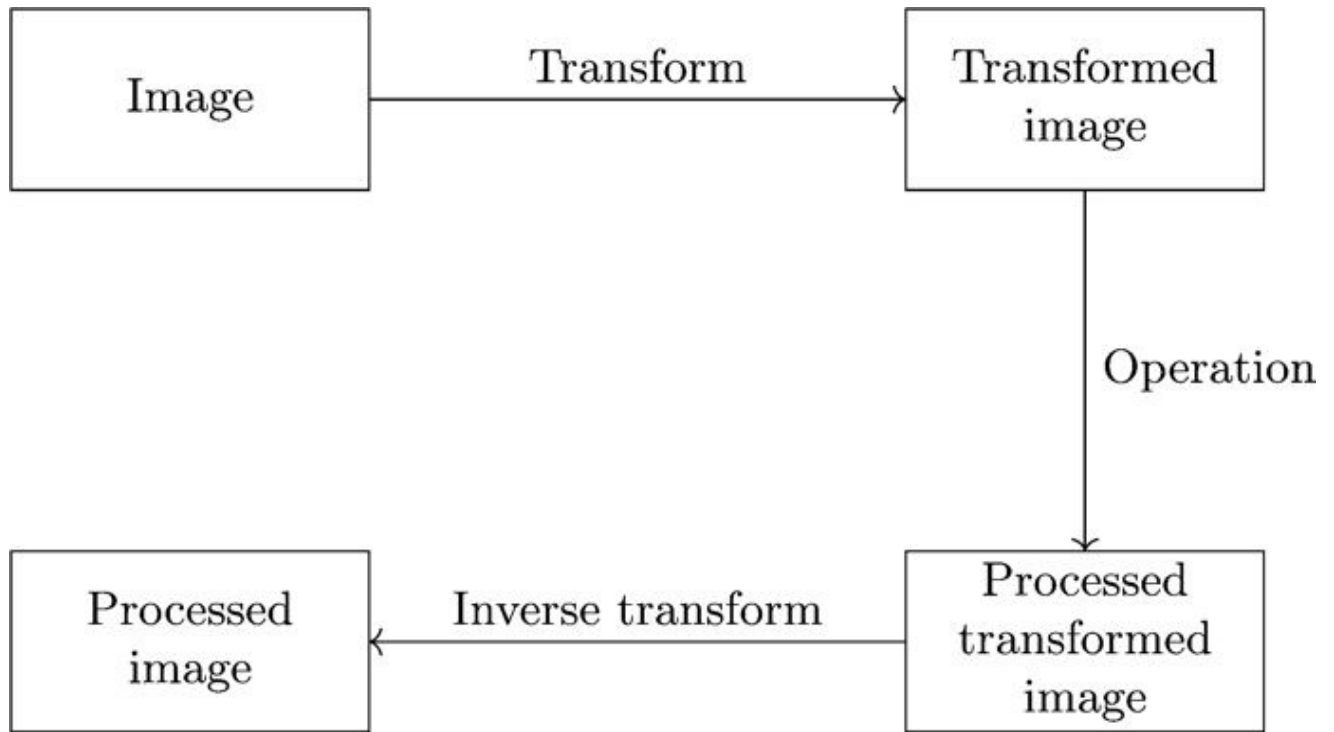 Image
Transform
Transformed
image
Operation
Processed
transformed
image
Inverse transform
Processed
image